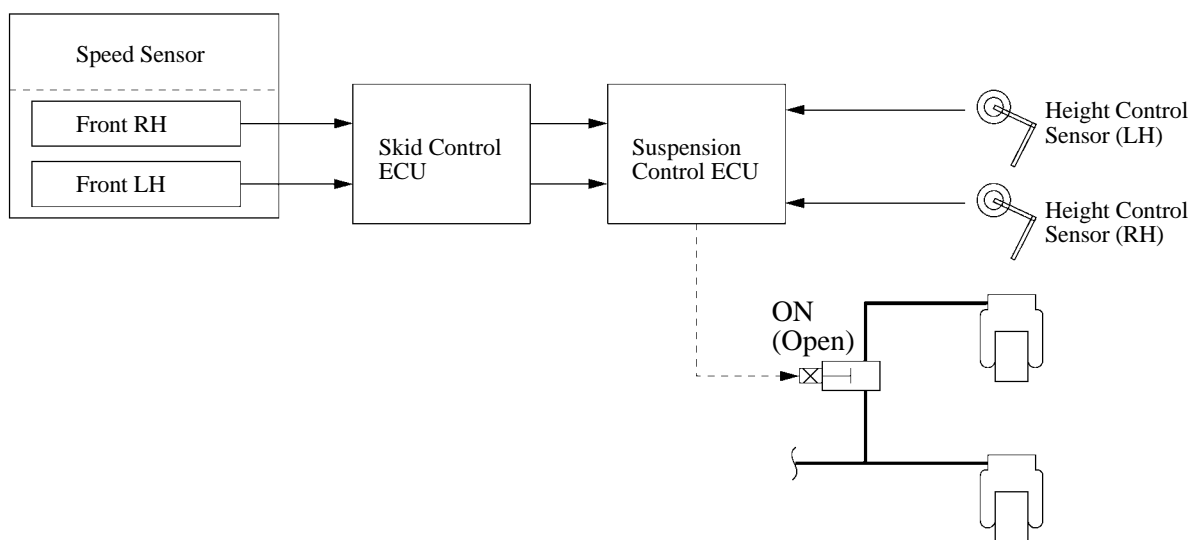 Speed Sensor
Front RH
Front LH
Skid Control
ECU
Suspension
Control ECU
Height Control
Sensor (LH)
Height Control
Sensor (RH)
ON
(Open)